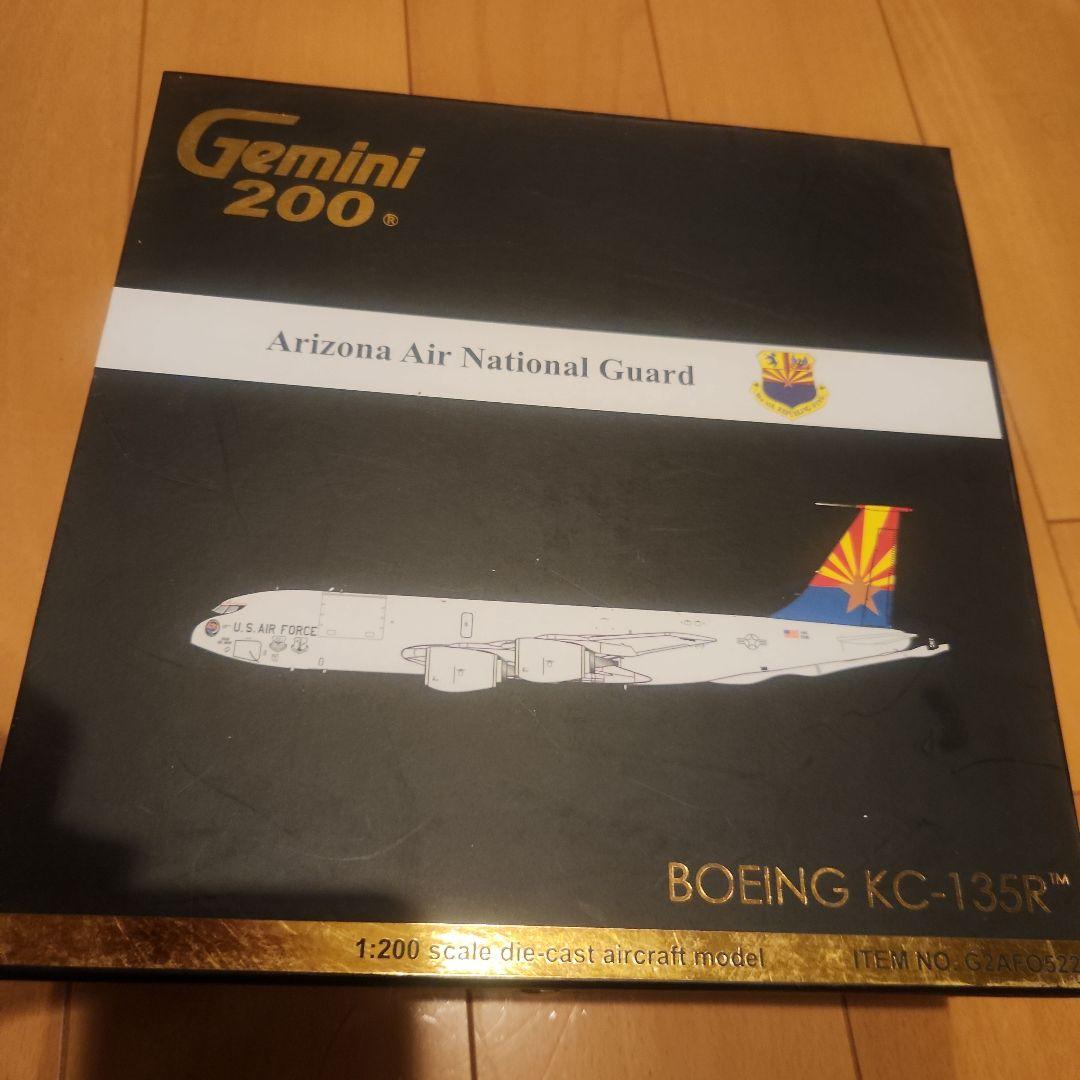 Gemini
200®
Arizona Air National Guard
U.S. AIR FORCE
BOEING KC-135R™
1:200 scale die-cast aircraft model
ITEM NO. G2AFO522